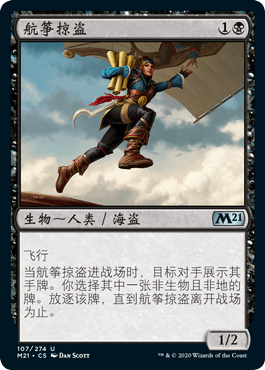 航筝掠盗 1
生物～人类 / 海盗 M21
飞行
当航筝掠盗进战场时，目标对手展示其
手牌。你选择其中一张非生物且非地的
牌。放逐该牌，直到航筝掠盗离开战场
为止。
1/2
107/274 U
M21 • CS DAN SCOTT
™ & © 2020 Wizards of the Coast